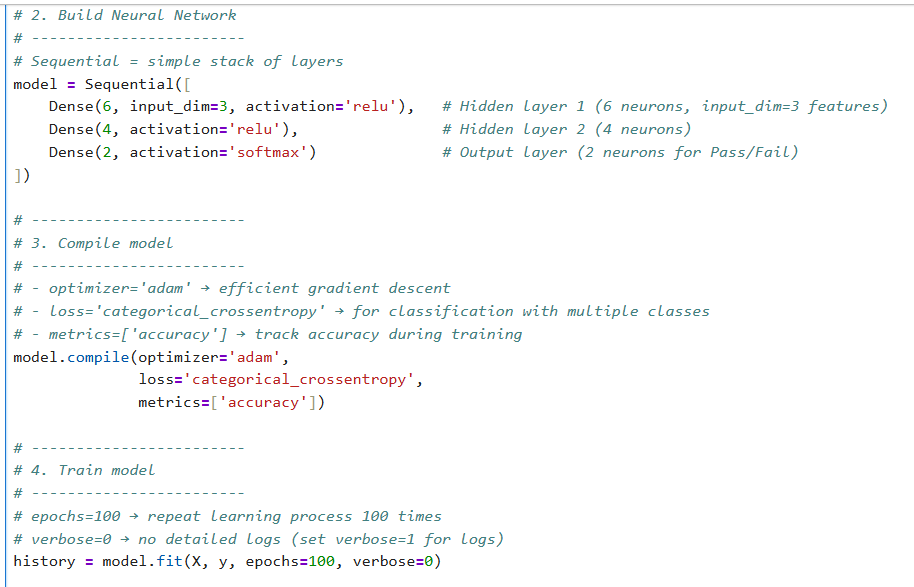 # 2. Build Neural Network
# ------------------------
# Sequential = simple stack of layers
model = Sequential([
    Dense(6, input_dim=3, activation='relu'),   # Hidden layer 1 (6 neurons, input_dim=3 features)
    Dense(4, activation='relu'),                # Hidden layer 2 (4 neurons)
    Dense(2, activation='softmax')              # Output layer (2 neurons for Pass/Fail)
])

# ------------------------
# 3. Compile model
# ------------------------
# - optimizer='adam' → efficient gradient descent
# - loss='categorical_crossentropy' → for classification with multiple classes
# - metrics=['accuracy'] → track accuracy during training
model.compile(optimizer='adam',
              loss='categorical_crossentropy',
              metrics=['accuracy'])

# ------------------------
# 4. Train model
# ------------------------
# epochs=100 → repeat learning process 100 times
# verbose=0 → no detailed logs (set verbose=1 for logs)
history = model.fit(X, y, epochs=100, verbose=0)